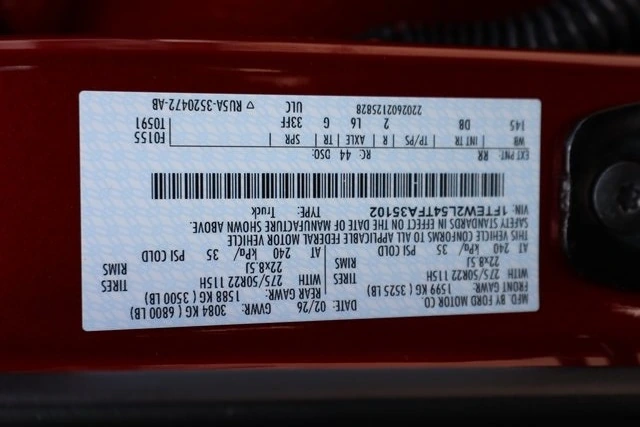 MFD. BY FORD MOTOR CO.
DATE: 02/26 GVWR: 3084 KG ( 6800 LB)
FRONT GAWR: 1599 KG ( 3525 LB) REAR GAWR: 1588 KG ( 3500 LB)
WITH 275/50R22 115H TIRES WITH 275/50R22 115H TIRES
22x8.5J RIMS 22x8.5J RIMS
AT 240 kPa/ 35 PSI COLD AT 240 kPa/ 35 PSI COLD
THIS VEHICLE CONFORMS TO ALL APPLICABLE FEDERAL MOTOR VEHICLE
SAFETY STANDARDS IN EFFECT ON THE DATE OF MANUFACTURE SHOWN ABOVE.
VIN: 1FTEW2L54TFA35102 TYPE: Truck
EXT PNT: RR RC: 44 DSO: F0155
WB INT TR TP/PS R AXLE TR SPR T0591
145 DB 2 L6 G 33FF
2202602125828 ULC ▽ RU5A-3520472-AB